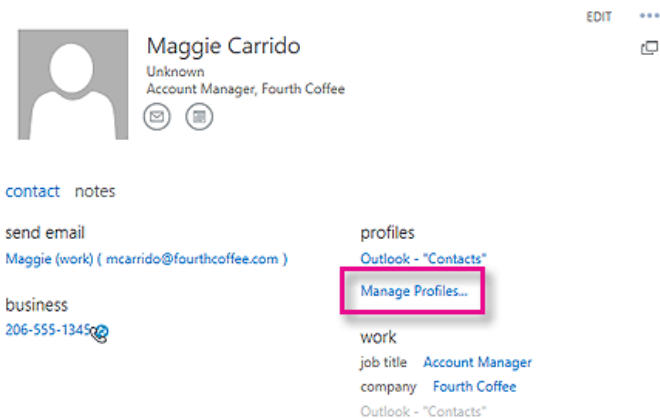 EDIT
Maggie Carrido
Unknown
Account Manager, Fourth Coffee
contact notes
send email
Maggie (work) ( mcarrido@fourthcoffee.com )
business
206-555-1345
profiles
Outlook - "Contacts"
Manage Profiles...
work
job title Account Manager
company Fourth Coffee
Outlook - "Contacts"